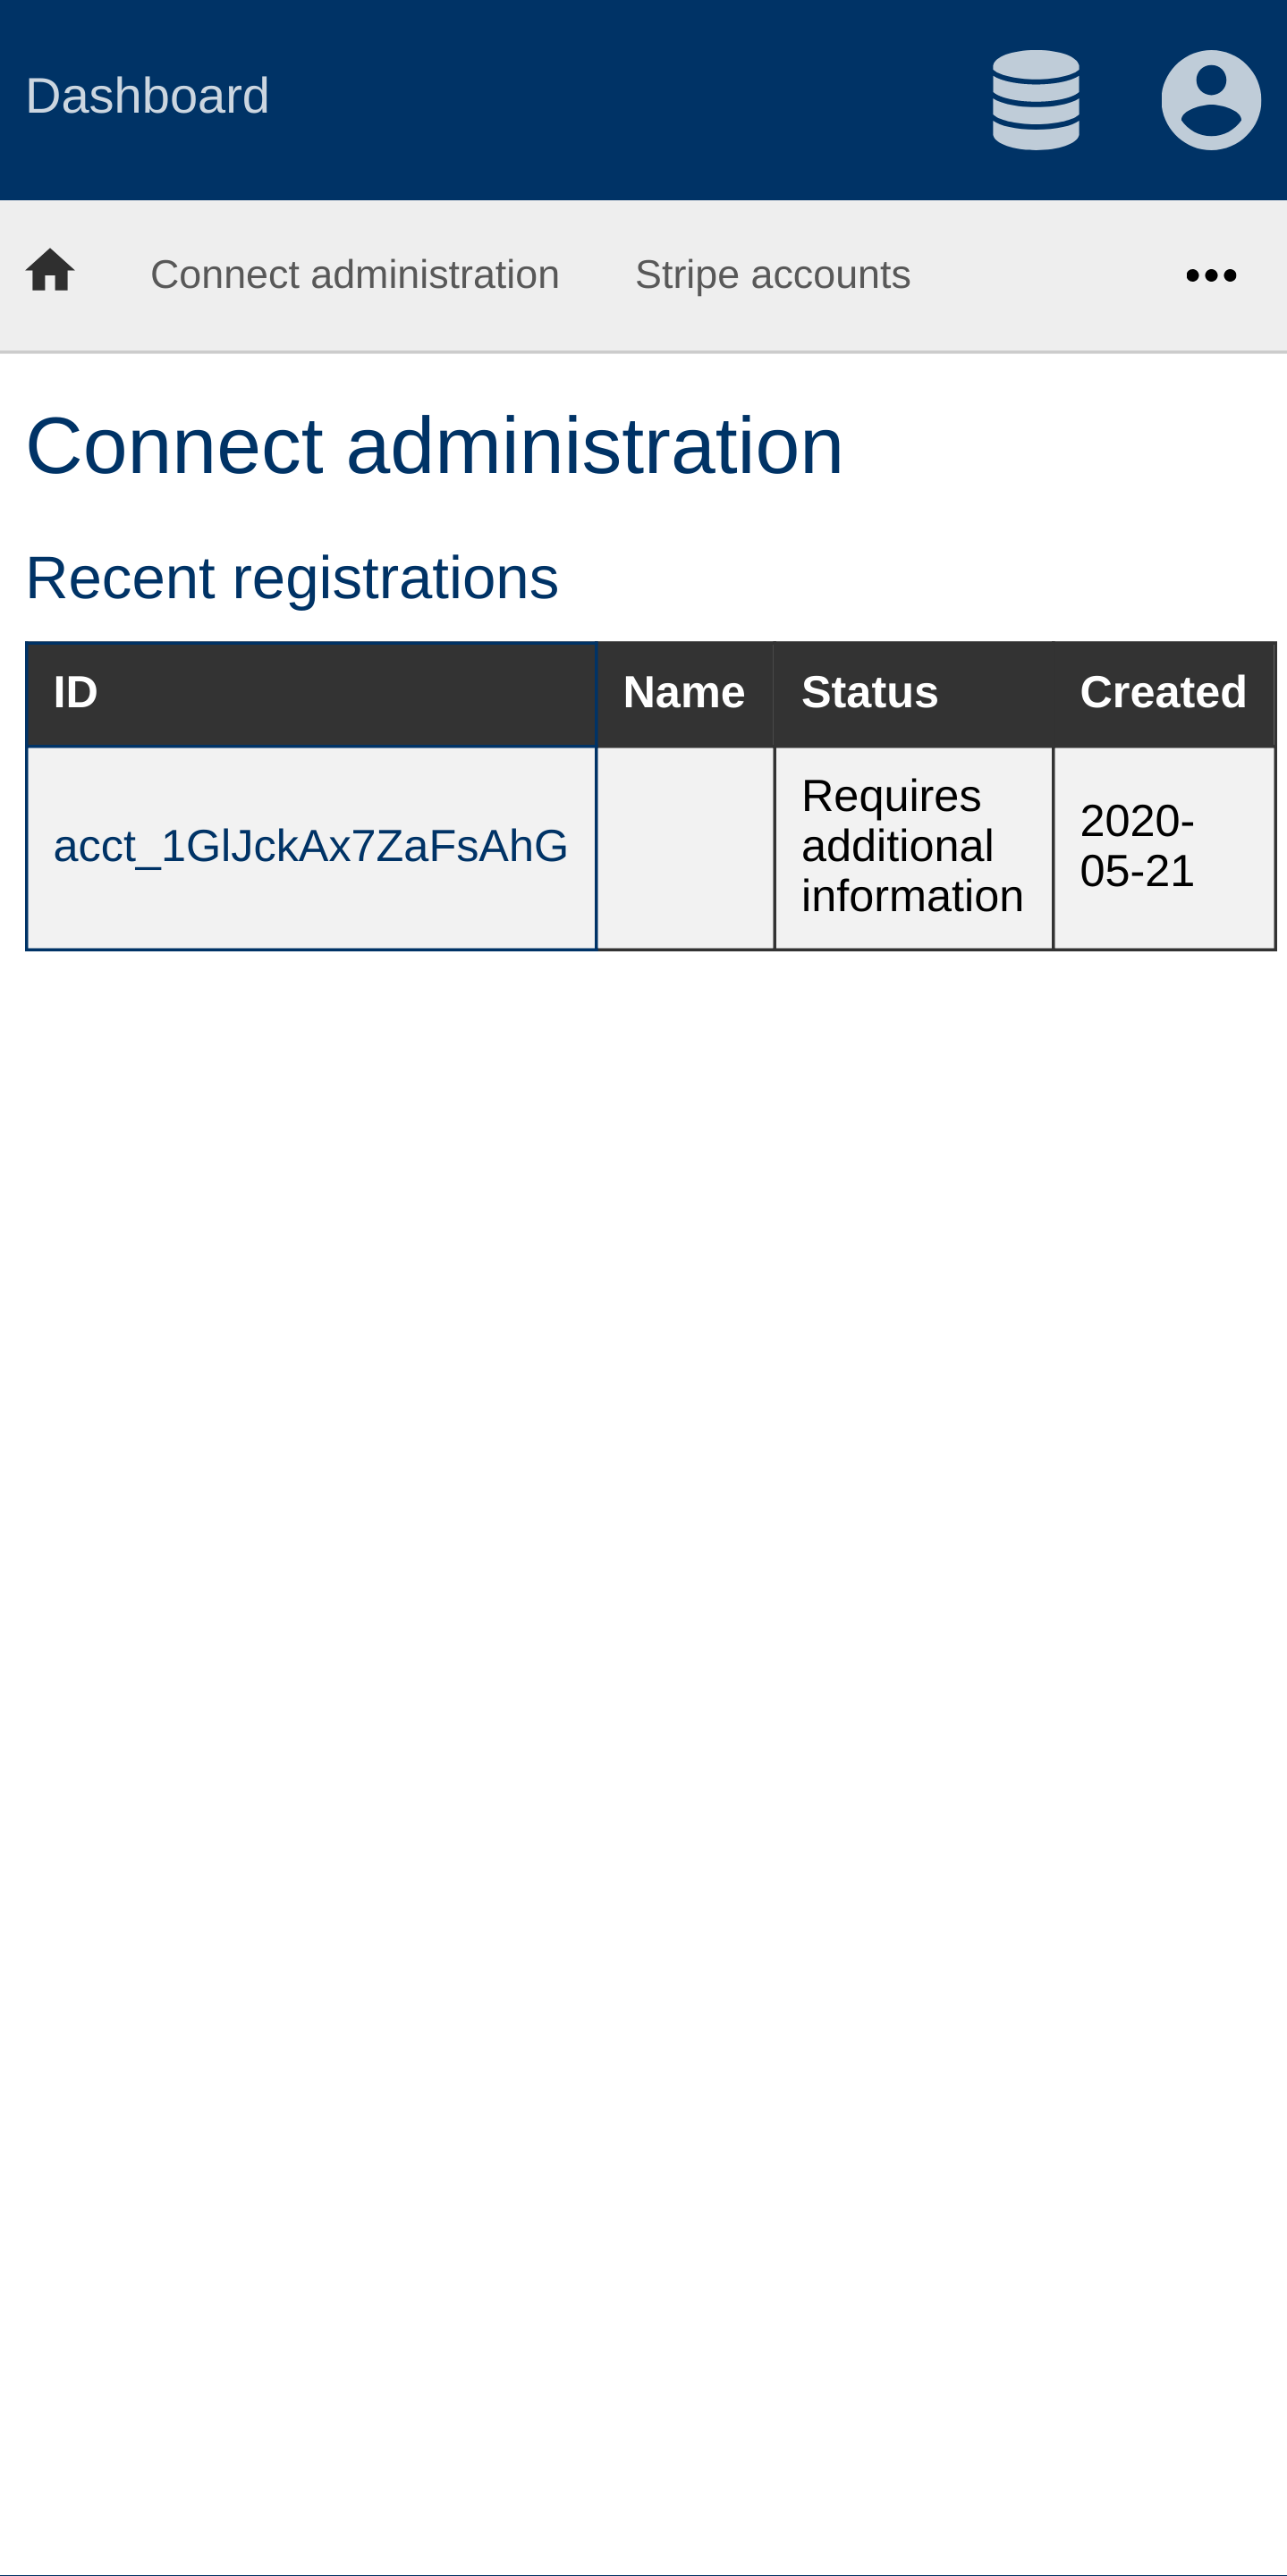 Dashboard
Connect administration Stripe accounts
Connect administration
Recent registrations
ID Name Status Created
acct_1GlJckAx7ZaFsAhG Requires additional information 2020-05-21